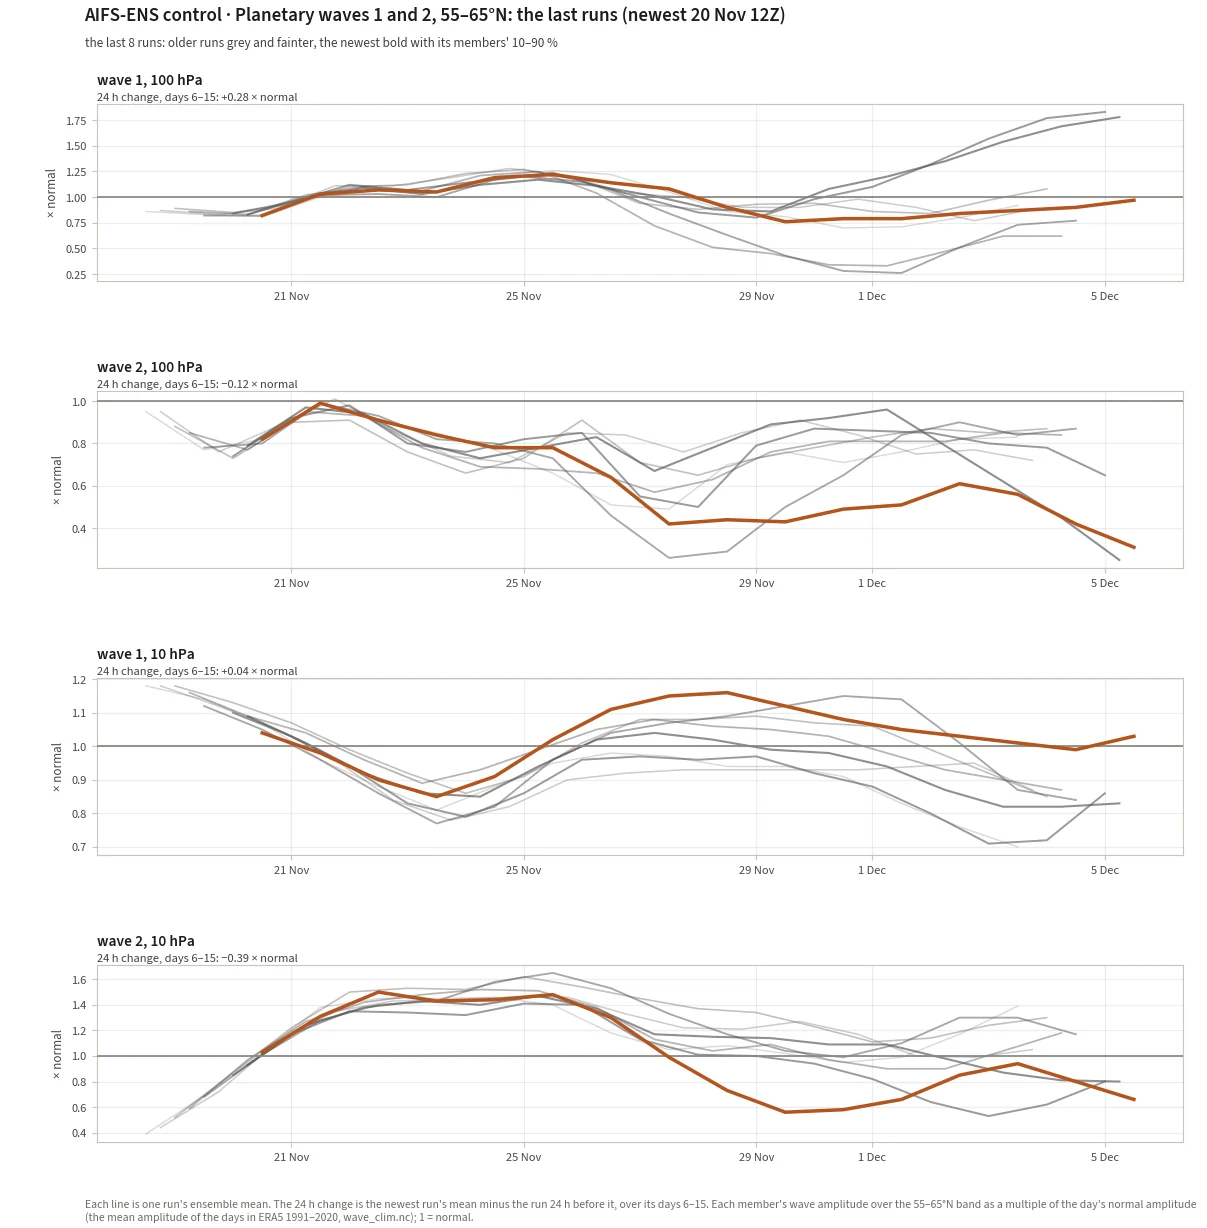 AIFS-ENS control · Planetary waves 1 and 2, 55–65°N: the last runs (newest 20 Nov 12Z)
the last 8 runs: older runs grey and fainter, the newest bold with its members' 10–90 %
wave 1, 100 hPa
24 h change, days 6–15: +0.28 × normal
1.75
1.50
1.25
1.00
0.75
0.50
0.25
× normal
21 Nov
25 Nov
29 Nov
1 Dec
5 Dec
wave 2, 100 hPa
24 h change, days 6–15: −0.12 × normal
1.0
0.8
0.6
0.4
× normal
21 Nov
25 Nov
29 Nov
1 Dec
5 Dec
wave 1, 10 hPa
24 h change, days 6–15: +0.04 × normal
1.2
1.1
1.0
0.9
0.8
0.7
× normal
21 Nov
25 Nov
29 Nov
1 Dec
5 Dec
wave 2, 10 hPa
24 h change, days 6–15: −0.39 × normal
1.6
1.4
1.2
1.0
0.8
0.6
0.4
× normal
21 Nov
25 Nov
29 Nov
1 Dec
5 Dec
Each line is one run's ensemble mean. The 24 h change is the newest run's mean minus the run 24 h before it, over its days 6–15. Each member's wave amplitude over the 55–65°N band as a multiple of the day's normal amplitude
(the mean amplitude of the days in ERA5 1991–2020, wave_clim.nc); 1 = normal.